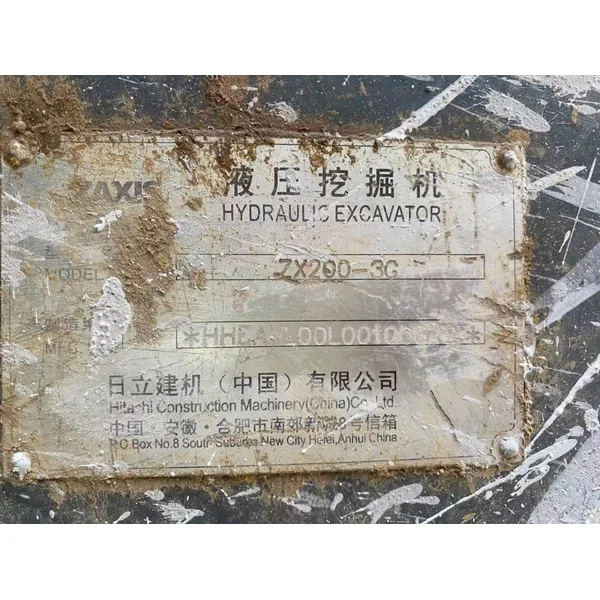 ZAXIS
液压挖掘机
HYDRAULIC EXCAVATOR
MODEL
ZX200-3G
日立建机（中国）有限公司
Hitachi Construction Machinery(China)Co.,Ltd.
中国·安徽·合肥市南郊新城8号信箱
P.O.Box No.8 South Suburbs New City Hefei,Anhui China